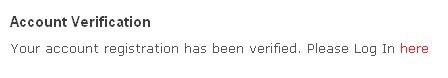 Account Verification
Your account registration has been verified. Please Log In here